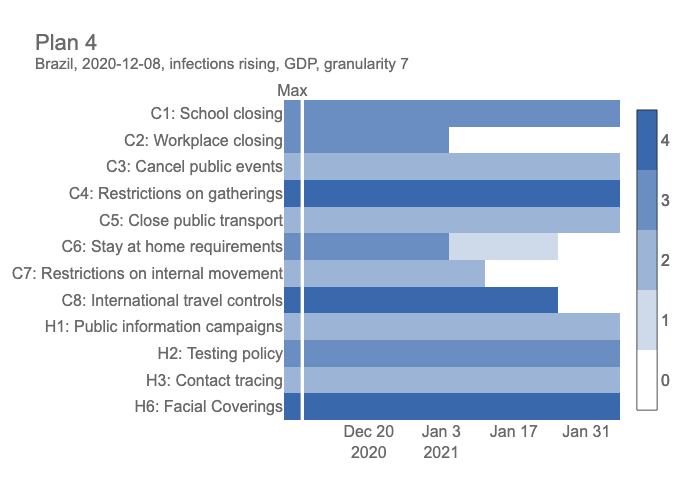 Plan 4
Brazil, 2020-12-08, infections rising, GDP, granularity 7
Max
C1: School closing
C2: Workplace closing
C3: Cancel public events
C4: Restrictions on gatherings
C5: Close public transport
C6: Stay at home requirements
C7: Restrictions on internal movement
C8: International travel controls
H1: Public information campaigns
H2: Testing policy
H3: Contact tracing
H6: Facial Coverings
4
3
2
1
0
Dec 20 Jan 3 Jan 17 Jan 31
2020 2021